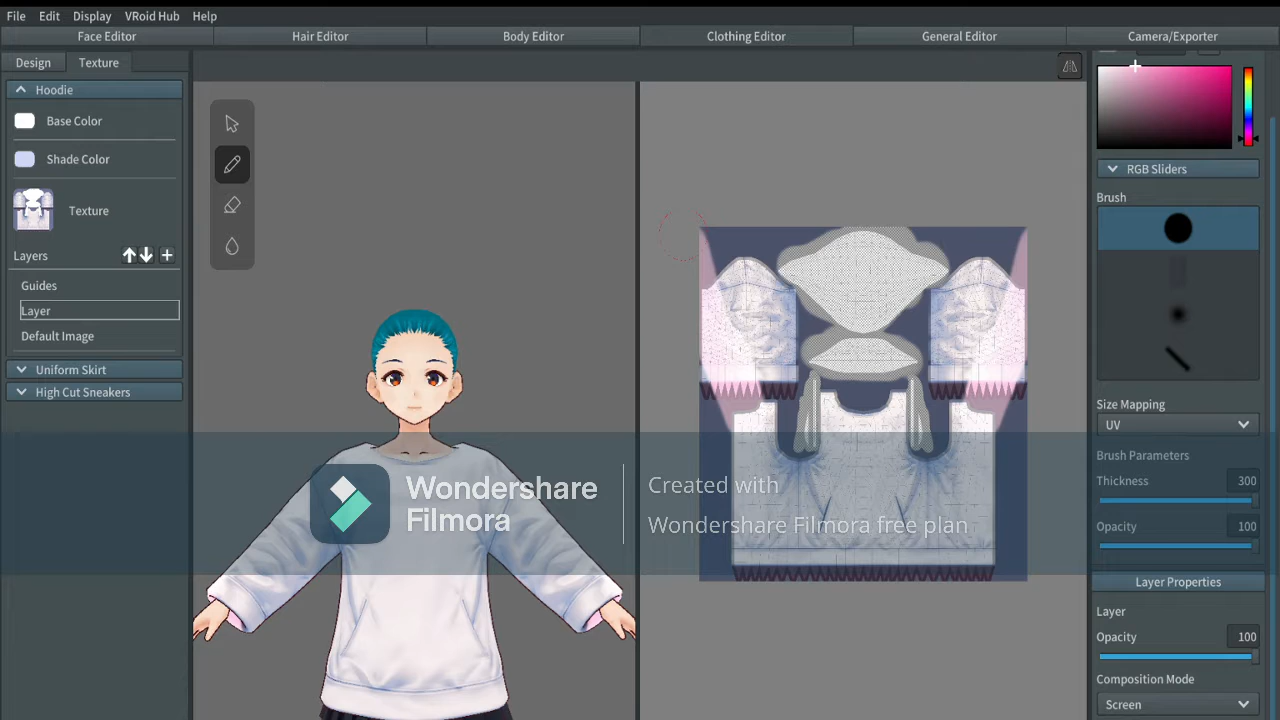 File Edit Display VRoid Hub Help
Face Editor Hair Editor Body Editor Clothing Editor General Editor Camera/Exporter
Design Texture
Hoodie
Base Color
Shade Color
Texture
Layers
Guides
Layer
Default Image
Uniform Skirt
High Cut Sneakers
Wondershare
Filmora
Created with
Wondershare Filmora free plan
RGB Sliders
Brush
Size Mapping
UV
Brush Parameters
Thickness 300
Opacity 100
Layer Properties
Layer
Opacity 100
Composition Mode
Screen